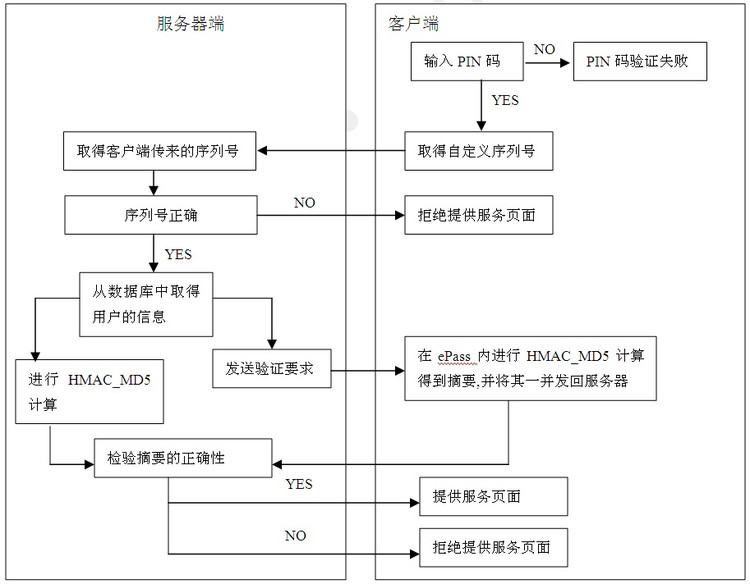 服务器端
客户端
输入 PIN 码
NO
PIN 码验证失败
YES
取得客户端传来的序列号
取得自定义序列号
序列号正确
NO
拒绝提供服务页面
YES
从数据库中取得
用户的信息
进行 HMAC_MD5
计算
发送验证要求
在 ePass 内进行 HMAC_MD5 计算
得到摘要,并将其一并发回服务器
检验摘要的正确性
YES
提供服务页面
NO
拒绝提供服务页面